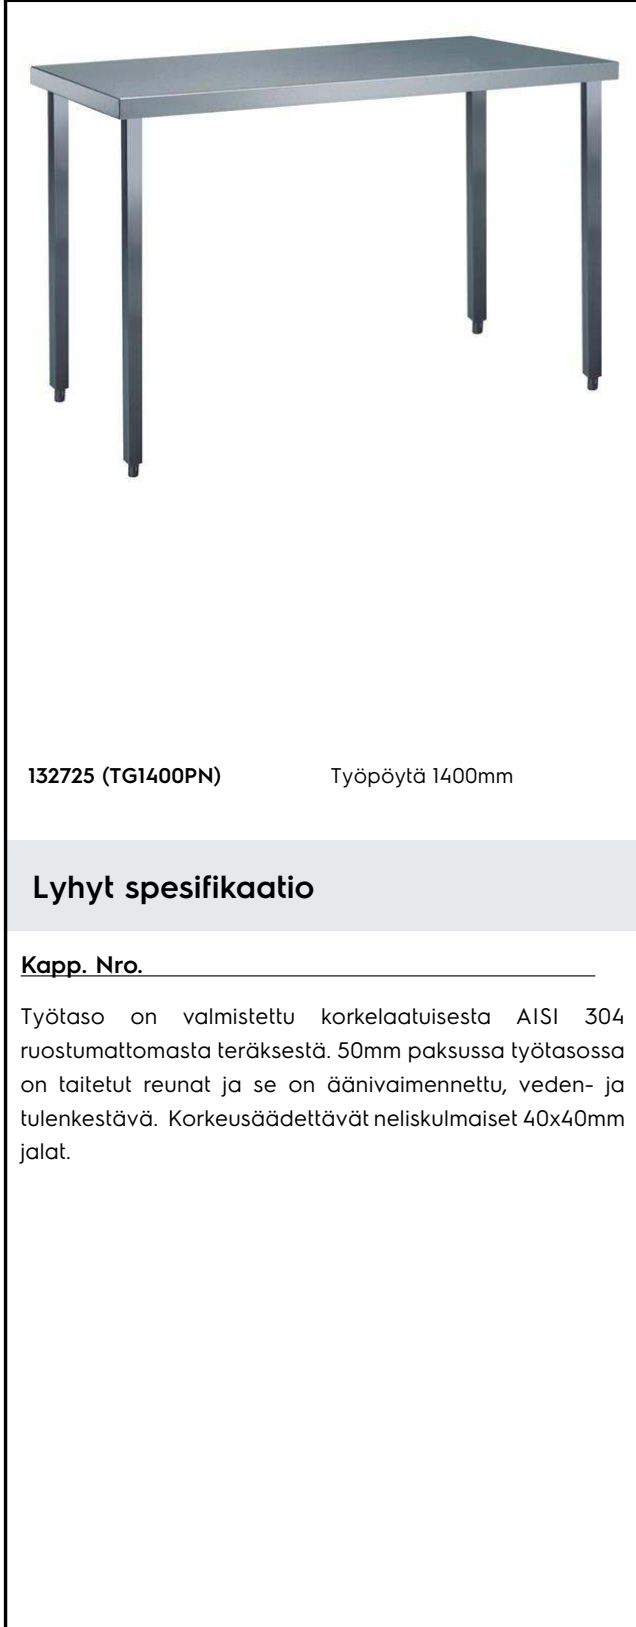 132725 (TG1400PN) Työpöytä 1400mm
Lyhyt spesifikaatio
Kapp. Nro.
Työtaso on valmistettu korkelaatuisesta AISI 304
ruostumattomasta teräksestä. 50mm paksussa työtasossa
on taitetut reunat ja se on äänivaimennettu, veden- ja
tulenkestävä. Korkeusäädettävät neliskulmaiset 40x40mm
jalat.